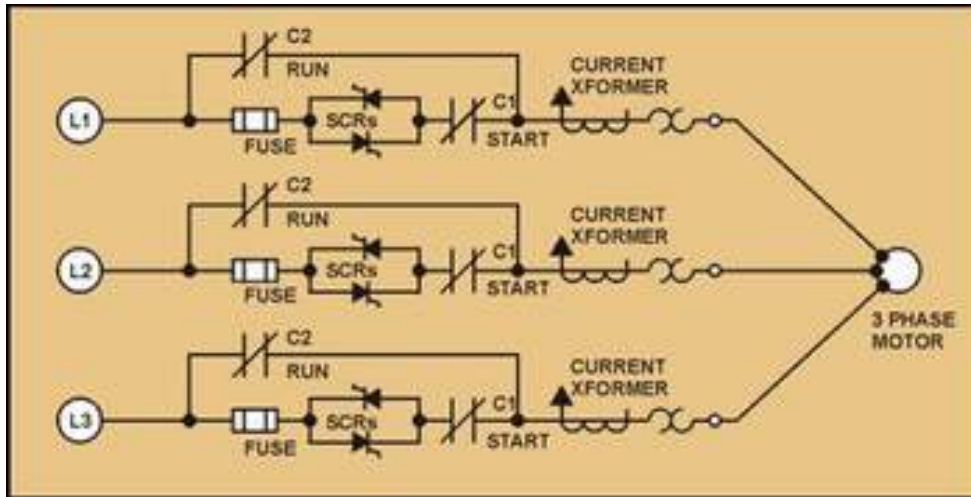 C2
RUN
CURRENT
XFORMER
L1
SCRs
C1
FUSE
START
C2
RUN
CURRENT
XFORMER
L2
SCRs
C1
FUSE
START
3 PHASE
MOTOR
C2
RUN
CURRENT
XFORMER
L3
SCRs
C1
FUSE
START